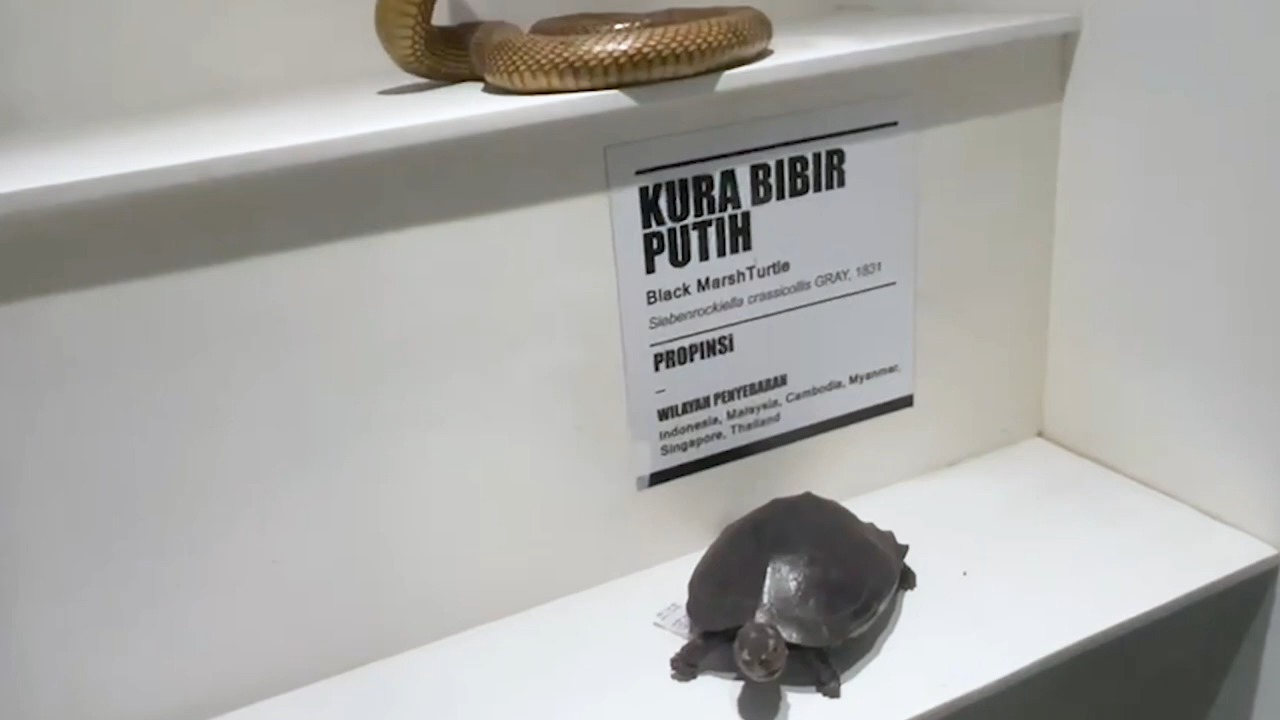 KURA BIBIR
PUTIH
Black MarshTurtle
Siebenrockiella crassicollis GRAY, 1831
PROPINSi
–
WILAYAH PENYEBARAN
Indonesia, Malaysia, Cambodia, Myanmar,
Singapore, Thailand